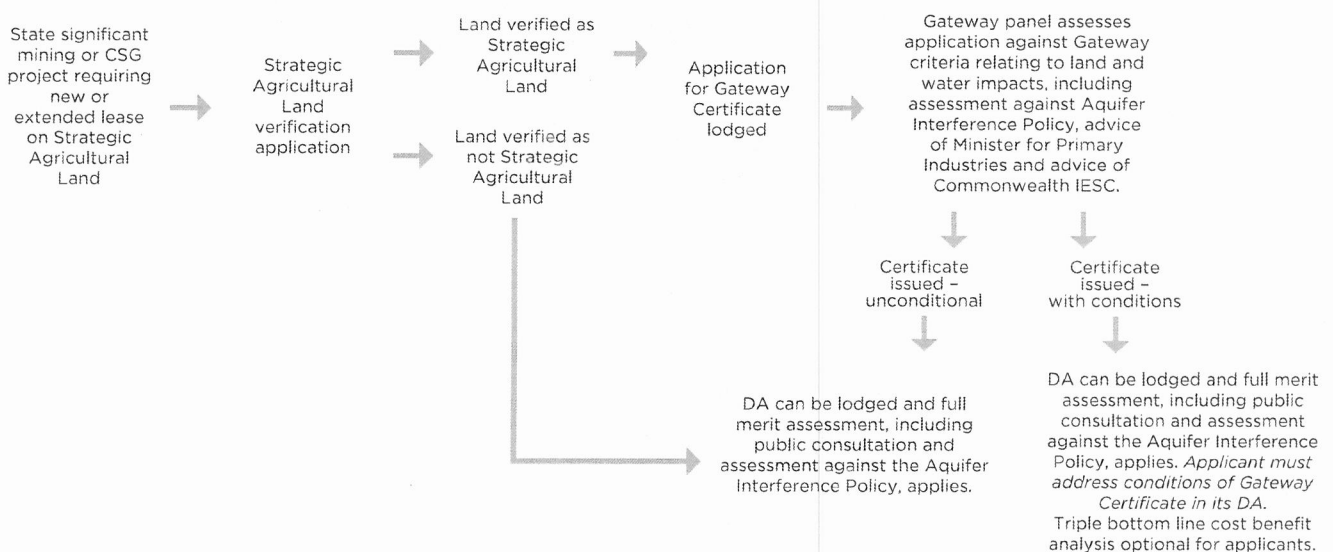 State significant
mining or CSG
project requiring
new or
extended lease
on Strategic
Agricultural
Land
Strategic
Agricultural
Land
verification
application
Land verified as
Strategic
Agricultural
Land
Land verified as
not Strategic
Agricultural
Land
Application
for Gateway
Certificate
lodged
Gateway panel assesses
application against Gateway
criteria relating to land and
water impacts, including
assessment against Aquifer
Interference Policy, advice
of Minister for Primary
Industries and advice of
Commonwealth IESC.
Certificate
issued –
unconditional
Certificate
issued –
with conditions
DA can be lodged and full
merit assessment, including
public consultation and
assessment against the Aquifer
Interference Policy, applies.
DA can be lodged and full merit
assessment, including public
consultation and assessment
against the Aquifer Interference
Policy, applies. Applicant must
address conditions of Gateway
Certificate in its DA.
Triple bottom line cost benefit
analysis optional for applicants.